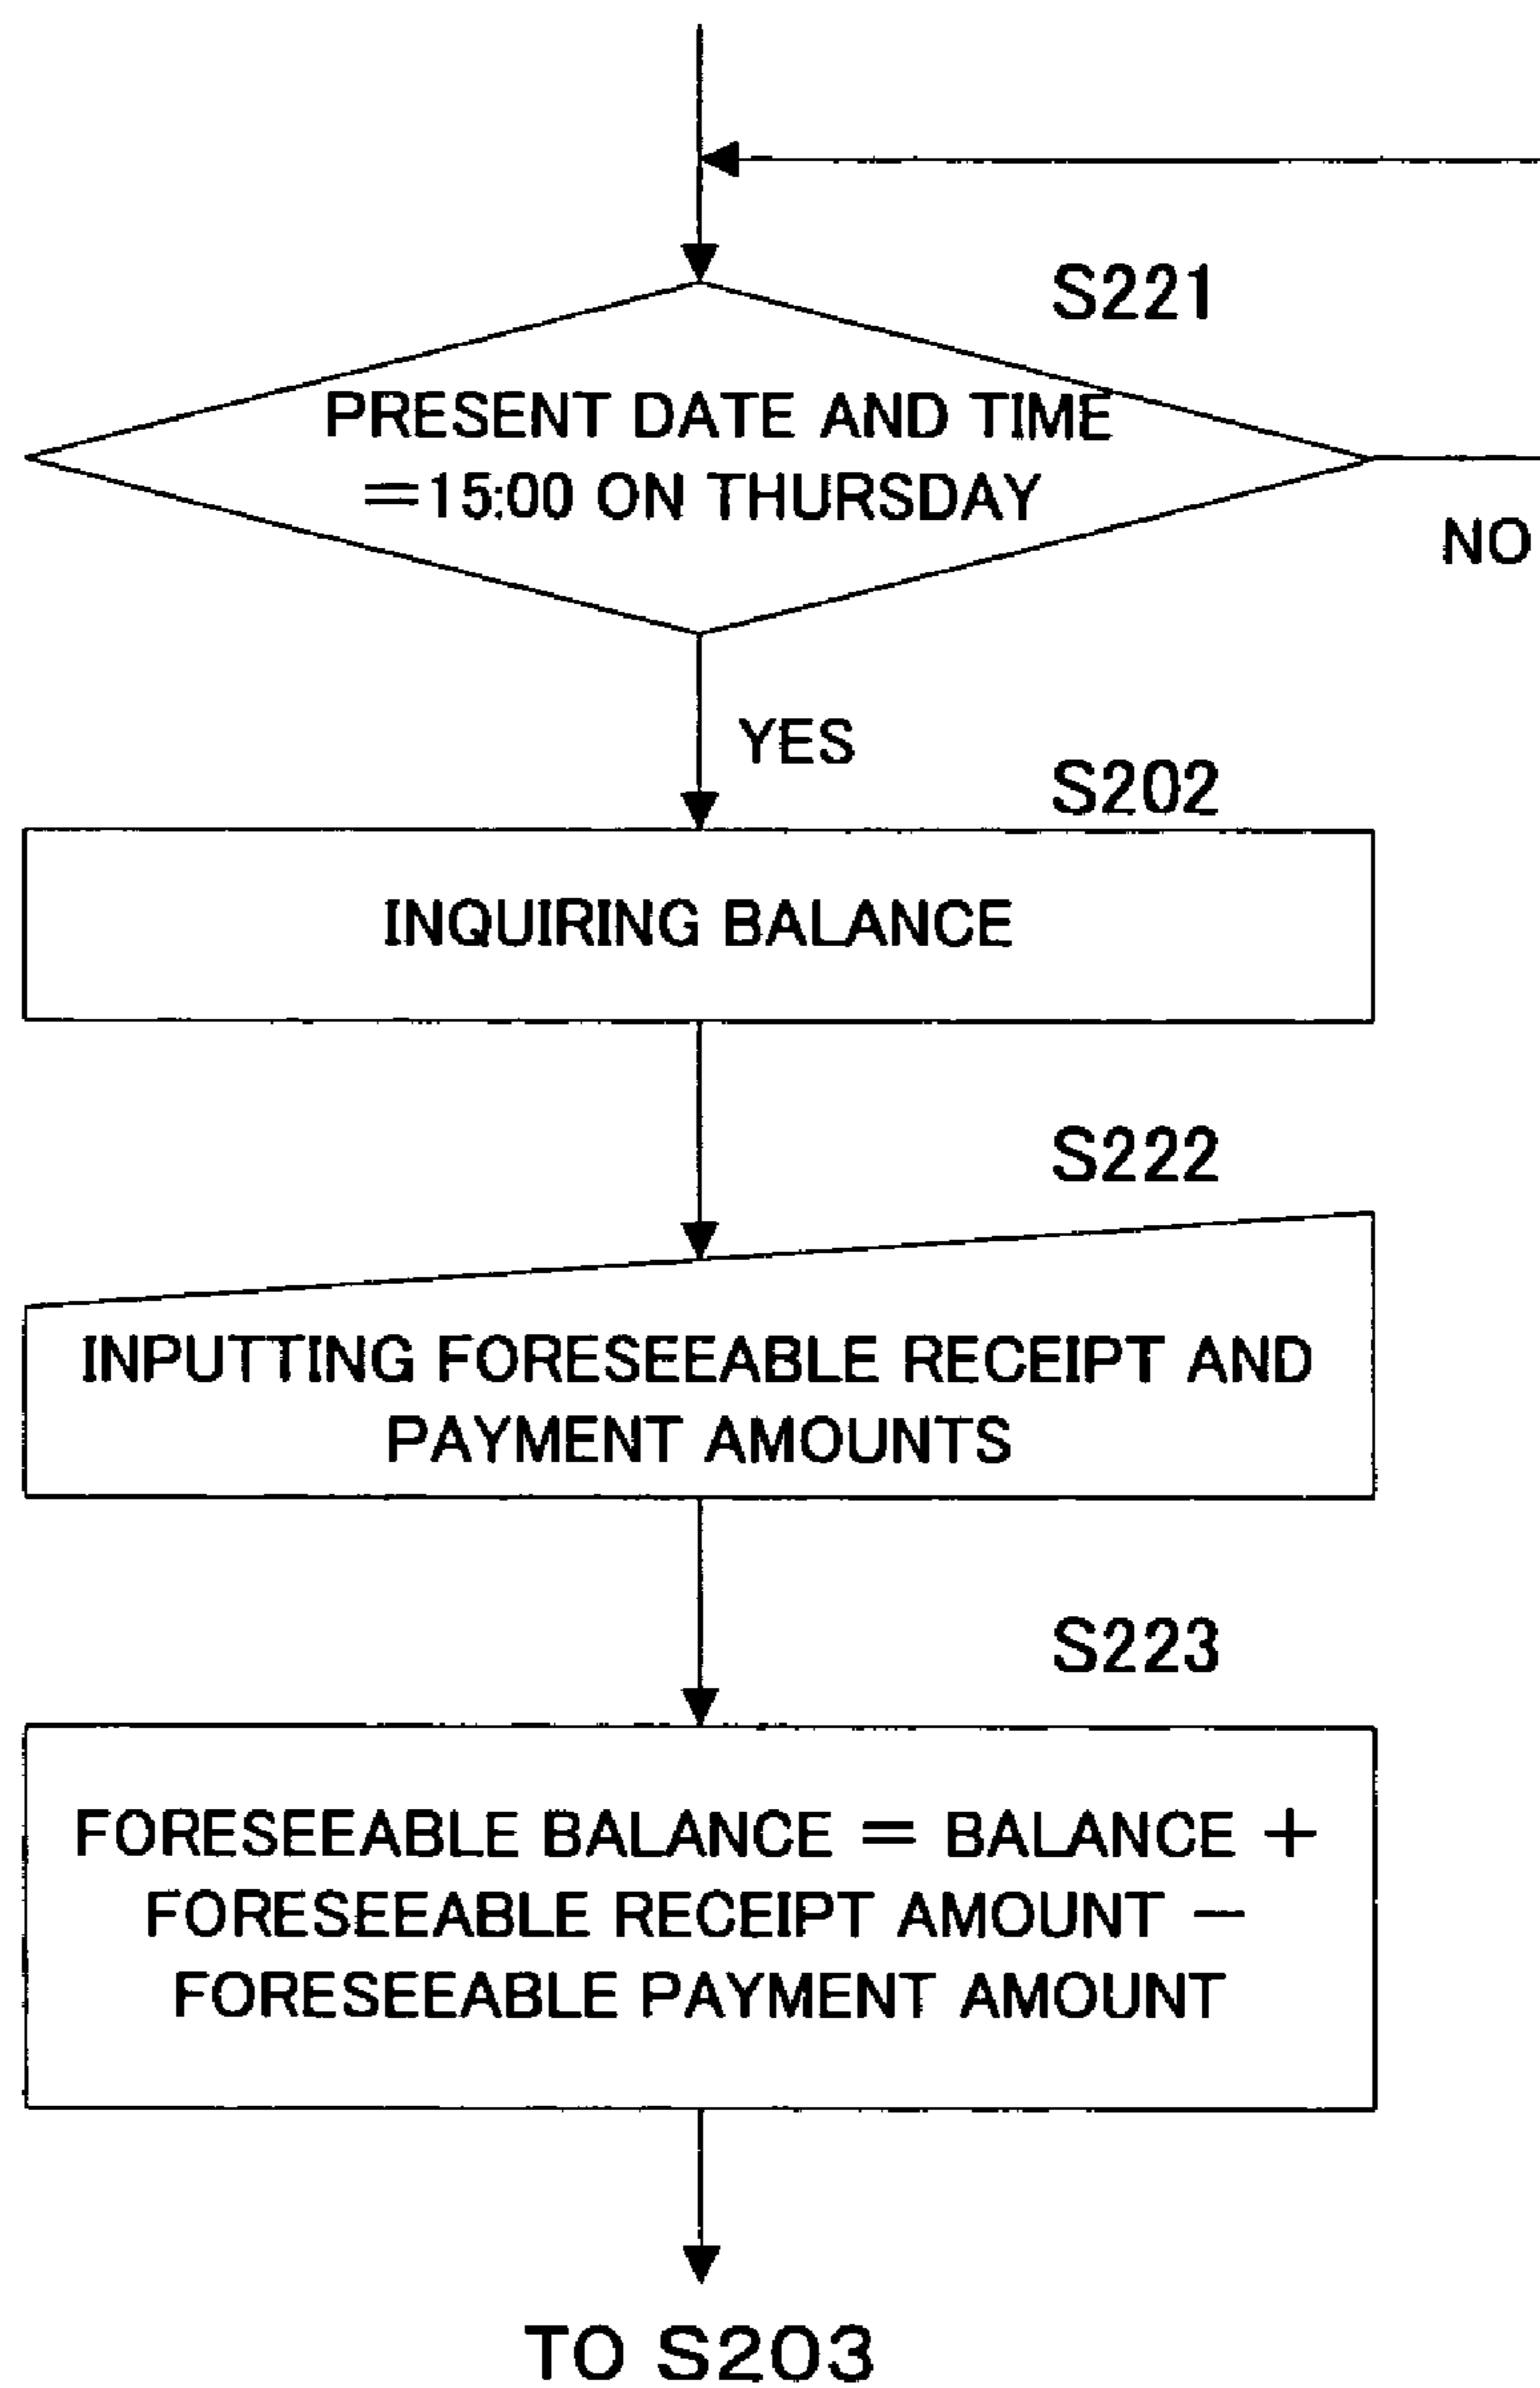 S221
PRESENT DATE AND TIME
=15:00 ON THURSDAY
NO
YES
S202
INQUIRING BALANCE
S222
INPUTTING FORESEEABLE RECEIPT AND
PAYMENT AMOUNTS
S223
FORESEEABLE BALANCE = BALANCE +
FORESEEABLE RECEIPT AMOUNT −
FORESEEABLE PAYMENT AMOUNT
TO S203